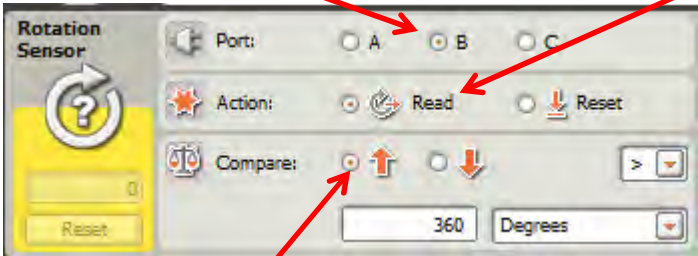 Rotation Sensor
Port: A B C
Action: Read Reset
Compare: >
0
360 Degrees
Reset